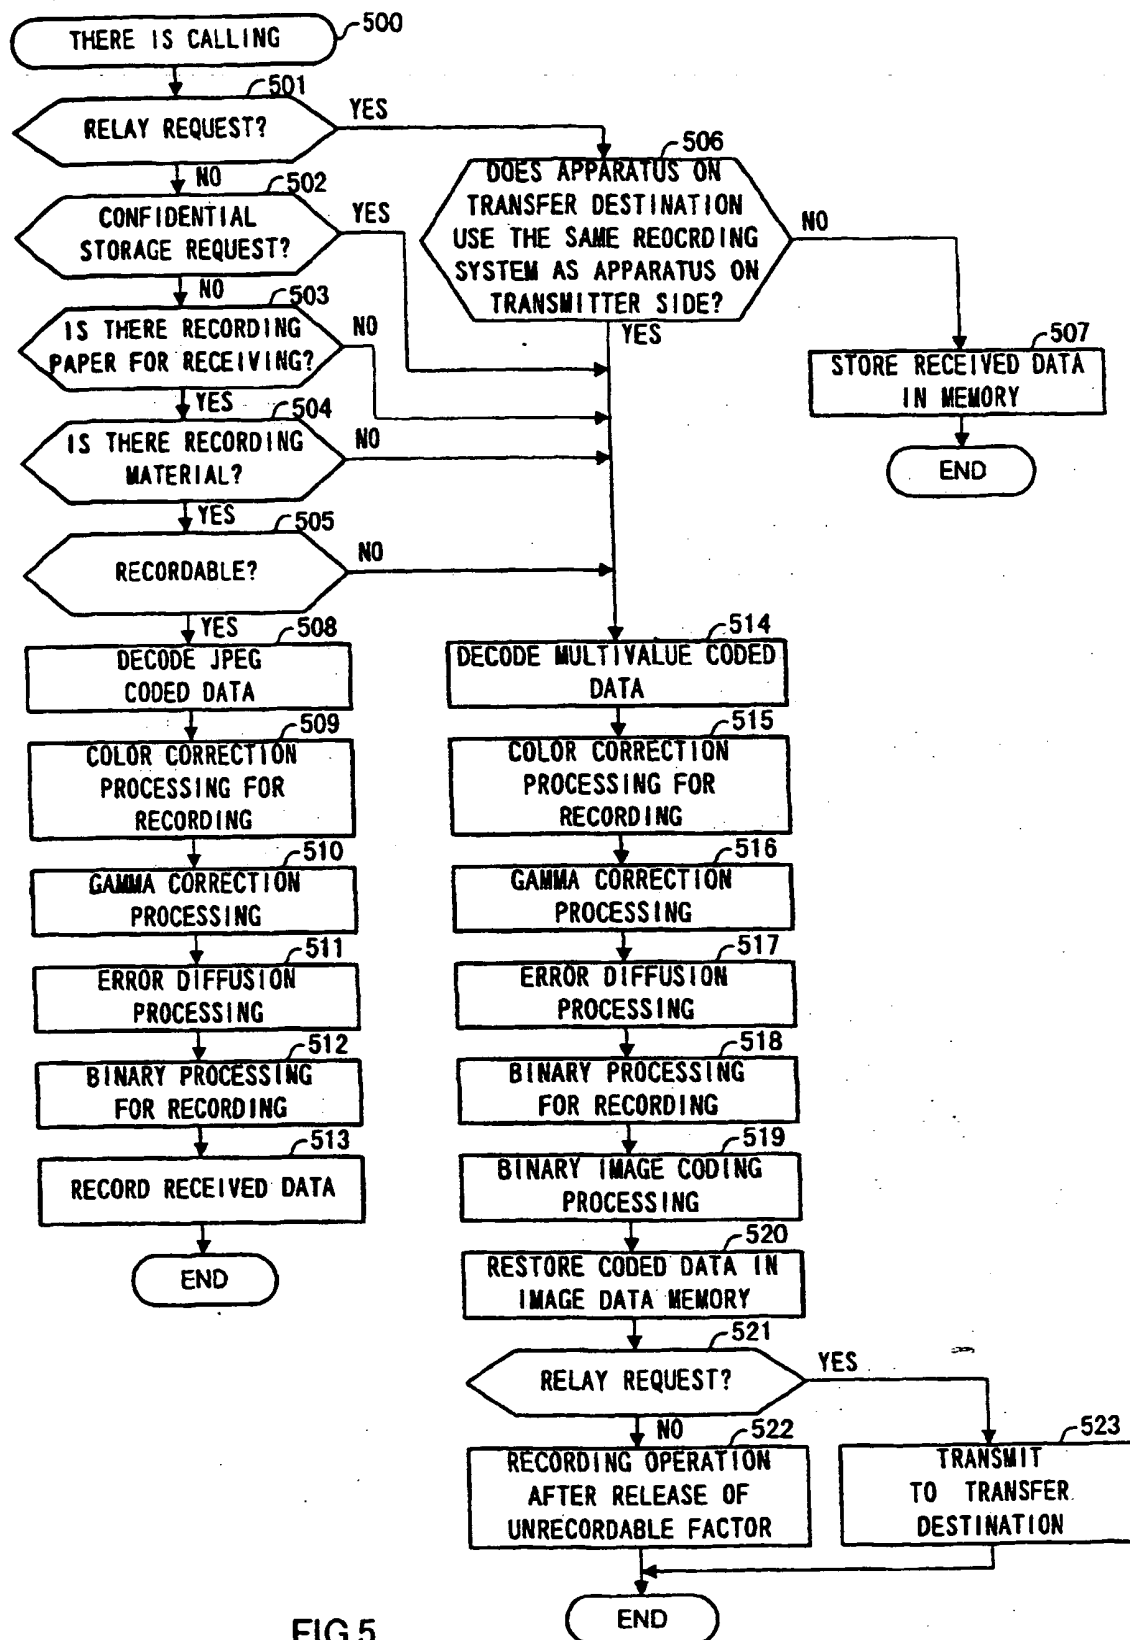 THERE IS CALLING
500
501
RELAY REQUEST?
YES
NO
502
CONFIDENTIAL
STORAGE REQUEST?
YES
NO
503
IS THERE RECORDING
PAPER FOR RECEIVING?
NO
YES
504
IS THERE RECORDING
MATERIAL?
NO
YES
505
RECORDABLE?
NO
YES
506
DOES APPARATUS ON
TRANSFER DESTINATION
USE THE SAME REOCRDING
SYSTEM AS APPARATUS ON
TRANSMITTER SIDE?
NO
YES
507
STORE RECEIVED DATA
IN MEMORY
END
508
DECODE JPEG
CODED DATA
509
COLOR CORRECTION
PROCESSING FOR
RECORDING
510
GAMMA CORRECTION
PROCESSING
511
ERROR DIFFUSION
PROCESSING
512
BINARY PROCESSING
FOR RECORDING
513
RECORD RECEIVED DATA
END
514
DECODE MULTIVALUE CODED
DATA
515
COLOR CORRECTION
PROCESSING FOR
RECORDING
516
GAMMA CORRECTION
PROCESSING
517
ERROR DIFFUSION
PROCESSING
518
BINARY PROCESSING
FOR RECORDING
519
BINARY IMAGE CODING
PROCESSING
520
RESTORE CODED DATA IN
IMAGE DATA MEMORY
521
RELAY REQUEST?
YES
NO
522
RECORDING OPERATION
AFTER RELEASE OF
UNRECORDABLE FACTOR
523
TRANSMIT
TO TRANSFER
DESTINATION
END
FIG.5